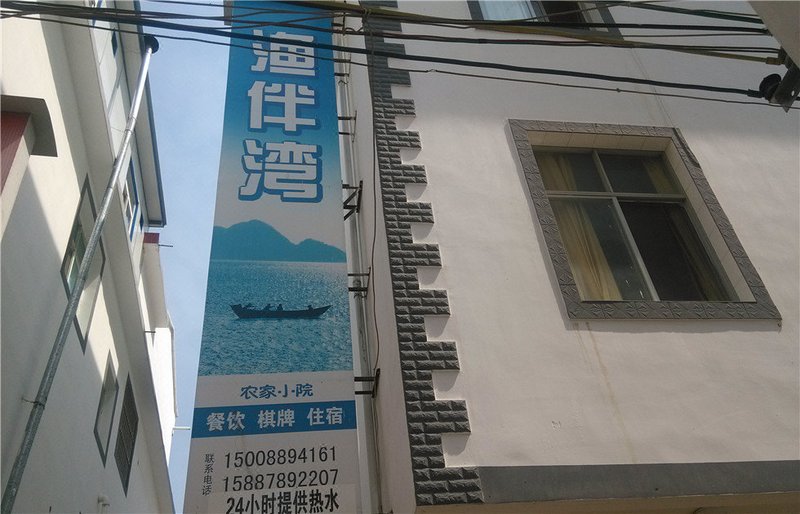 渔伴湾
农家小院
餐饮 棋牌 住宿
联系电话
15008894161
15887892207
24小时提供热水